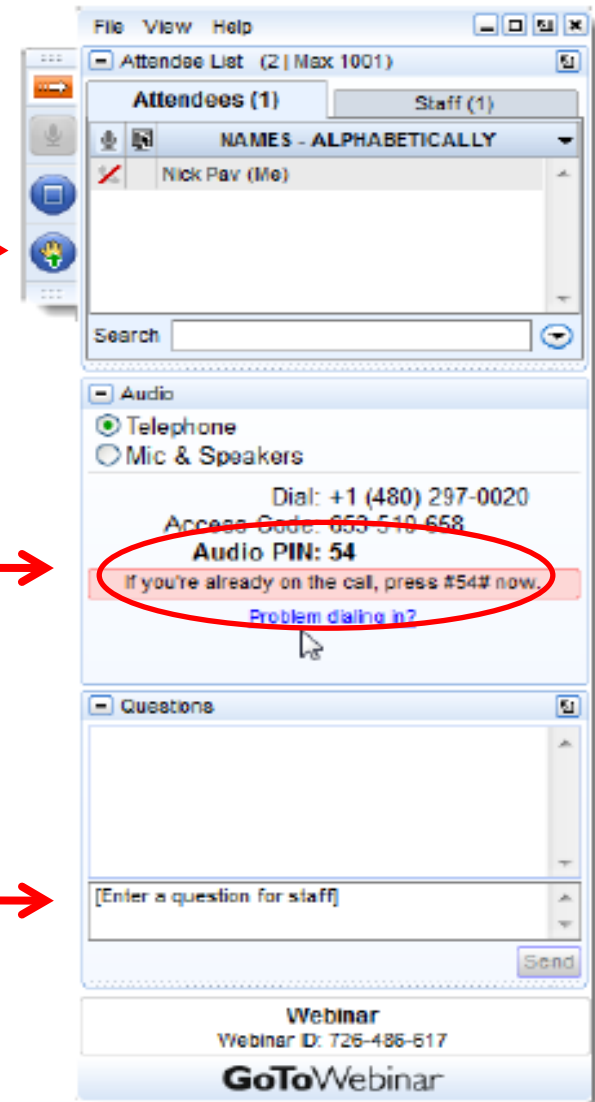 File View Help
Attendee List (2 | Max 1001)
Attendees (1) Staff (1)
NAMES - ALPHABETICALLY
Nick Pav (Me)
Search
Audio
Telephone
Mic & Speakers
Dial: +1 (480) 297-0020
Access Code: 653-510-658
Audio PIN: 54
If you're already on the call, press #54# now.
Problem dialing in?
Questions
[Enter a question for staff]
Send
Webinar
Webinar ID: 726-486-617
GoToWebinar